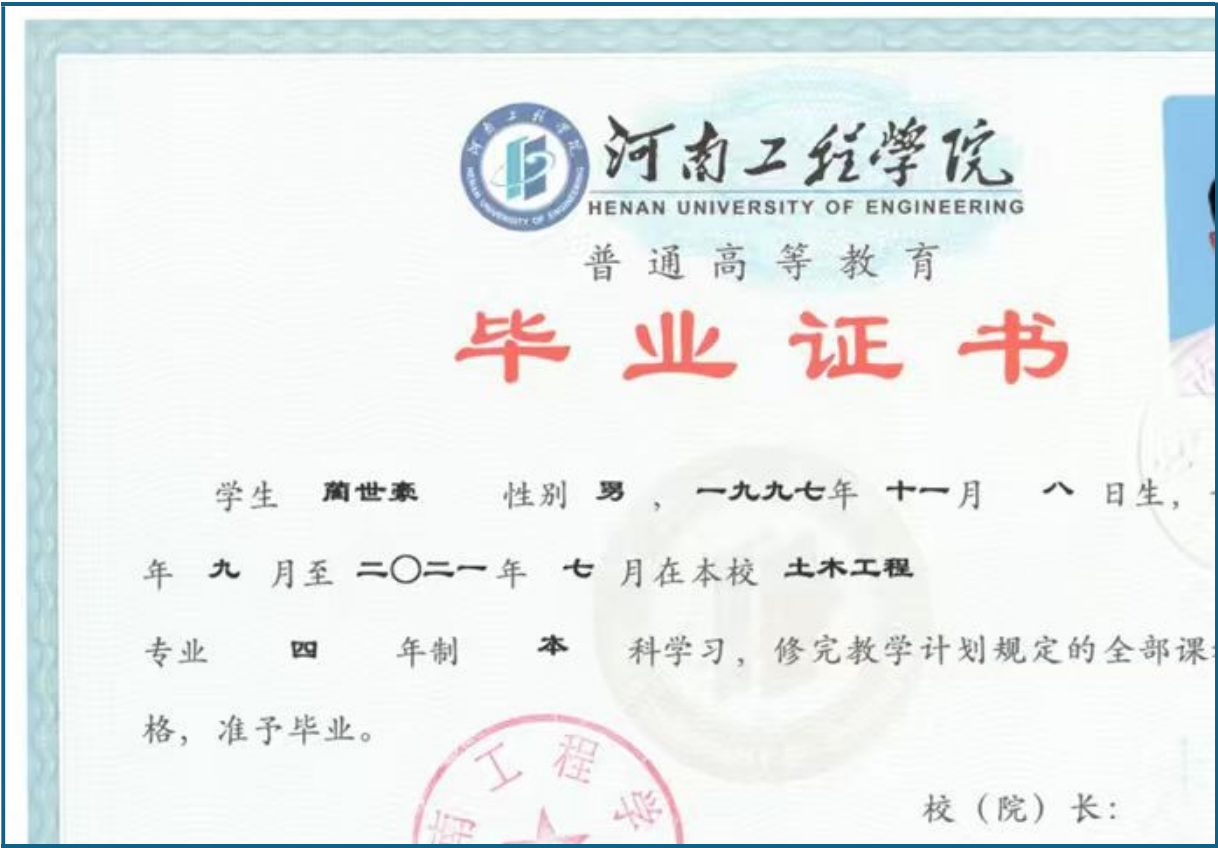 河南工程學院
HENAN UNIVERSITY OF ENGINEERING
普通高等教育
毕业证书
学生 蔺世豪 性别 男 , 一九九七年 十一月 八 日生,
年 九 月至 二〇二一年 七 月在本校 土木工程
专业 四 年制 本 科学习, 修完教学计划规定的全部课
格, 准予毕业。
南工程学
校(院)长: